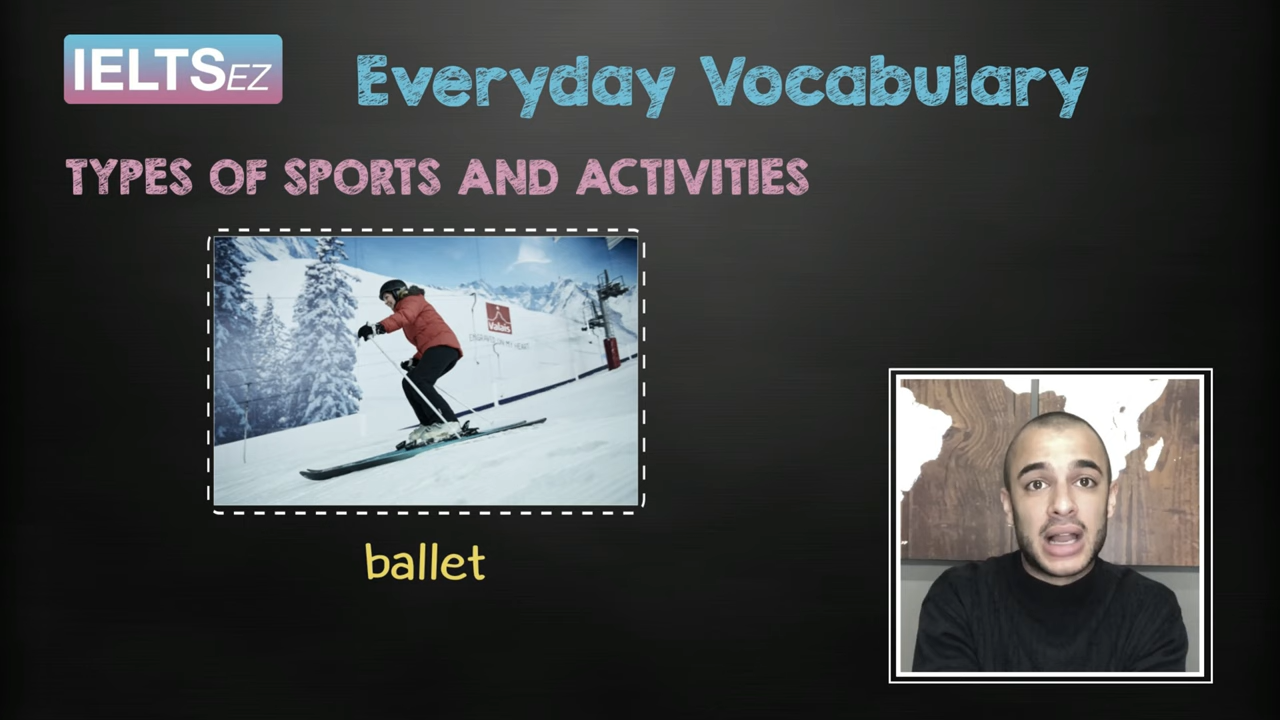 IELTSEZ
Everyday Vocabulary
TYPES OF SPORTS AND ACTIVITIES
Valais
ballet